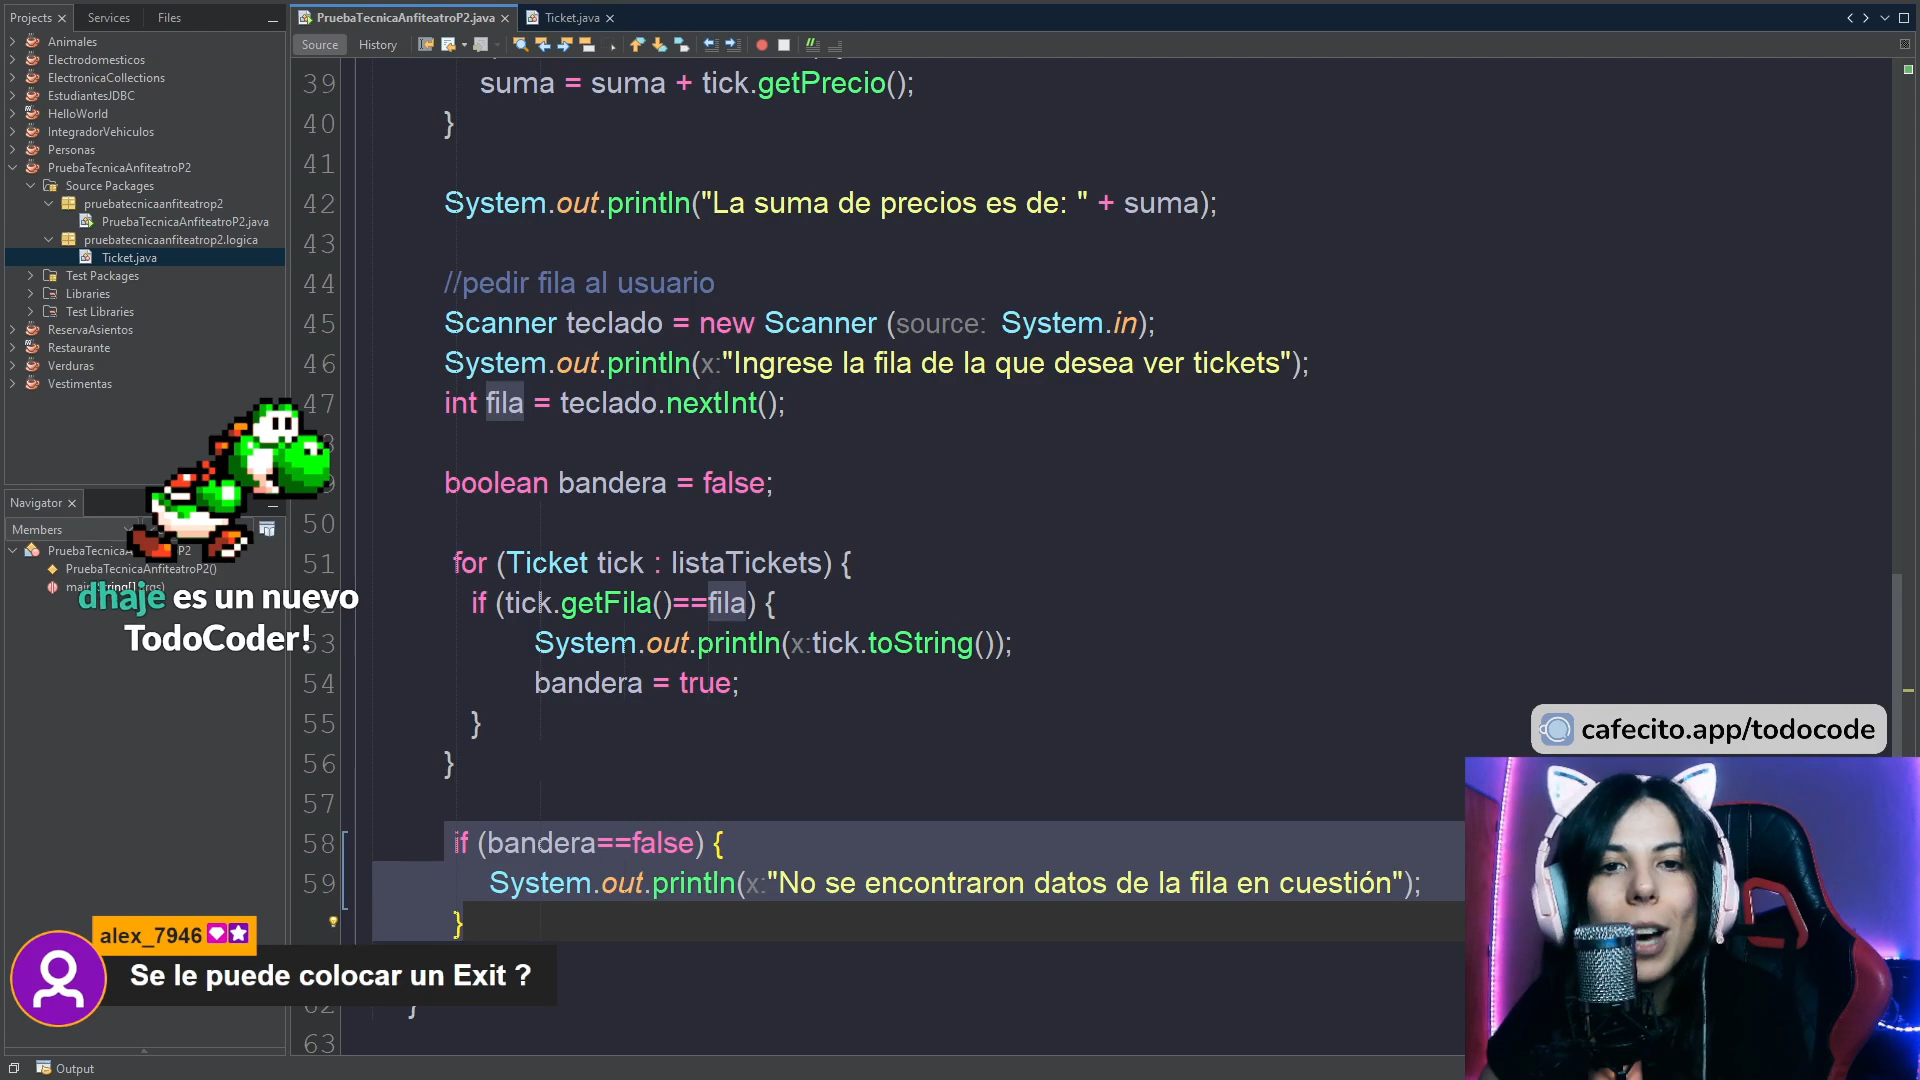 Projects
Services
Files
PruebaTecnicaAnfiteatroP2.java
Ticket.java
Source
History
Animales
Electrodomesticos
ElectronicaCollections
EstudiantesJDBC
HelloWorld
IntegradorVehiculos
Personas
PruebaTecnicaAnfiteatroP2
Source Packages
pruebatecnicaanfiteatrop2
PruebaTecnicaAnfiteatroP2.java
pruebatecnicaanfiteatrop2.logica
Ticket.java
Test Packages
Libraries
Test Libraries
ReservaAsientos
Restaurante
Verduras
Vestimentas
Navigator
Members
P2
PruebaTecnicaAnfiteatroP2()
dhaje es un nuevo
TodoCoder!
39 suma = suma + tick.getPrecio();
40 }
41
42 System.out.println("La suma de precios es de: " + suma);
43
44 //pedir fila al usuario
45 Scanner teclado = new Scanner (source: System.in);
46 System.out.println(x:"Ingrese la fila de la que desea ver tickets");
47 int fila = teclado.nextInt();
boolean bandera = false;
50
51 for (Ticket tick : listaTickets) {
if (tick.getFila()==fila) {
53 System.out.println(x:tick.toString());
54 bandera = true;
55 }
56 }
57
58 if (bandera==false) {
59 System.out.println(x:"No se encontraron datos de la fila en cuestión");
}
}
63
alex_7946
Se le puede colocar un Exit ?
cafecito.app/todocode
Output